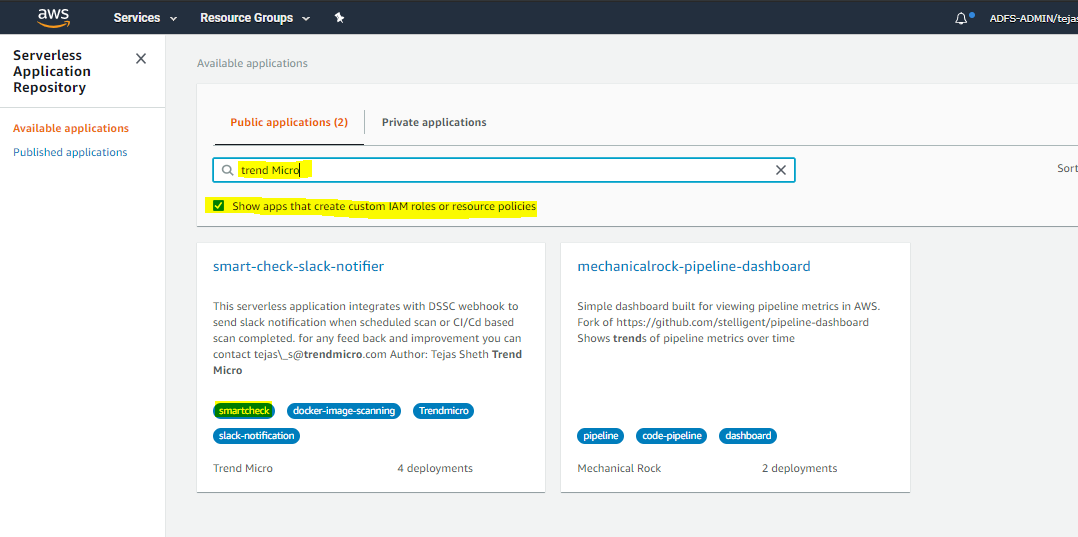 aws
Services
Resource Groups
ADFS-ADMIN/tejas
Serverless
Application
Repository
Available applications
Published applications
Available applications
Public applications (2)
Private applications
trend Micro
Sort
Show apps that create custom IAM roles or resource policies
smart-check-slack-notifier
This serverless application integrates with DSSC webhook to
send slack notification when scheduled scan or CI/Cd based
scan completed. for any feed back and improvement you can
contact tejas\_s@trendmicro.com Author: Tejas Sheth Trend
Micro
smartcheck
docker-image-scanning
Trendmicro
slack-notification
Trend Micro
4 deployments
mechanicalrock-pipeline-dashboard
Simple dashboard built for viewing pipeline metrics in AWS.
Fork of https://github.com/stelligent/pipeline-dashboard
Shows trends of pipeline metrics over time
pipeline
code-pipeline
dashboard
Mechanical Rock
2 deployments